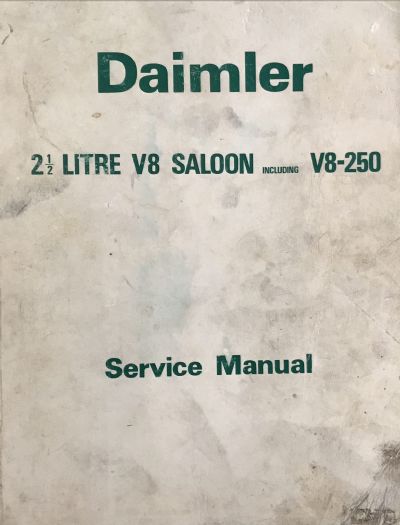 Daimler
2½ LITRE V8 SALOON INCLUDING V8-250
Service Manual